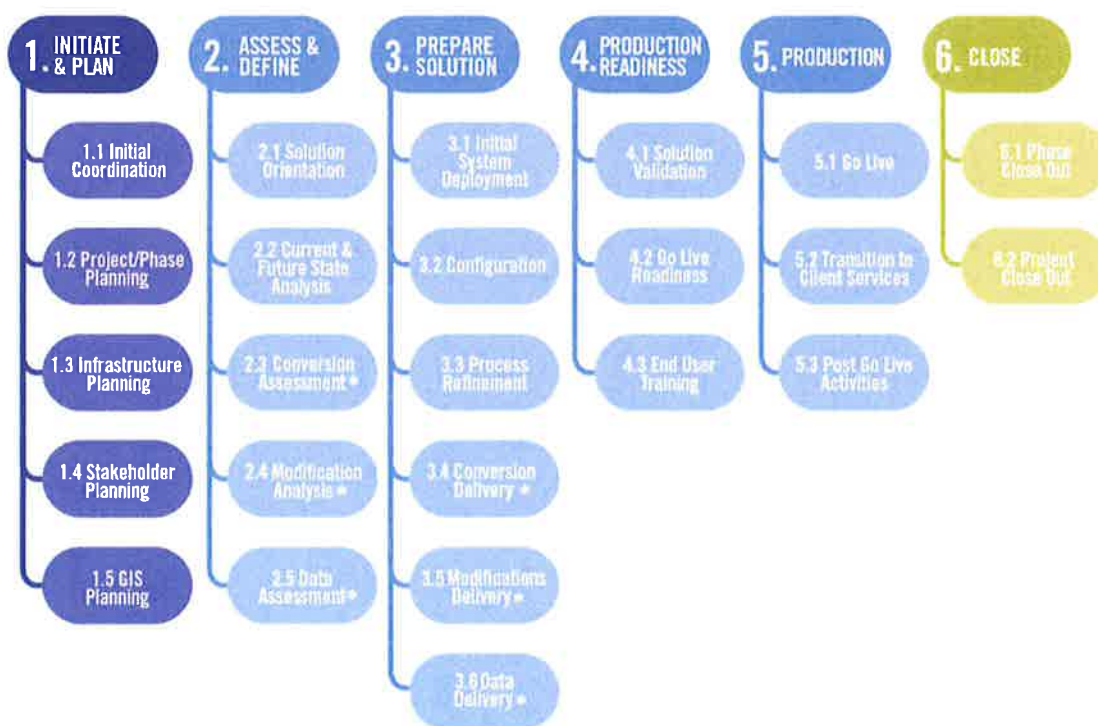 1. INITIATE
& PLAN
1.1 Initial
Coordination
1.2 Project/Phase
Planning
1.3 Infrastructure
Planning
1.4 Stakeholder
Planning
1.5 GIS
Planning
2. ASSESS &
DEFINE
2.1 Solution
Orientation
2.2 Current &
Future State
Analysis
2.3 Conversion
Assessment*
2.4 Modification
Analysis*
2.5 Data
Assessment*
3. PREPARE
SOLUTION
3.1 Initial
System
Deployment
3.2 Configuration
3.3 Process
Refinement
3.4 Conversion
Delivery *
3.5 Modifications
Delivery *
3.6 Data
Delivery *
4. PRODUCTION
READINESS
4.1 Solution
Validation
4.2 Go Live
Readiness
4.3 End User
Training
5. PRODUCTION
5.1 Go Live
5.2 Transition to
Client Services
5.3 Post Go Live
Activities
6. CLOSE
6.1 Phase
Close Out
6.2 Project
Close Out